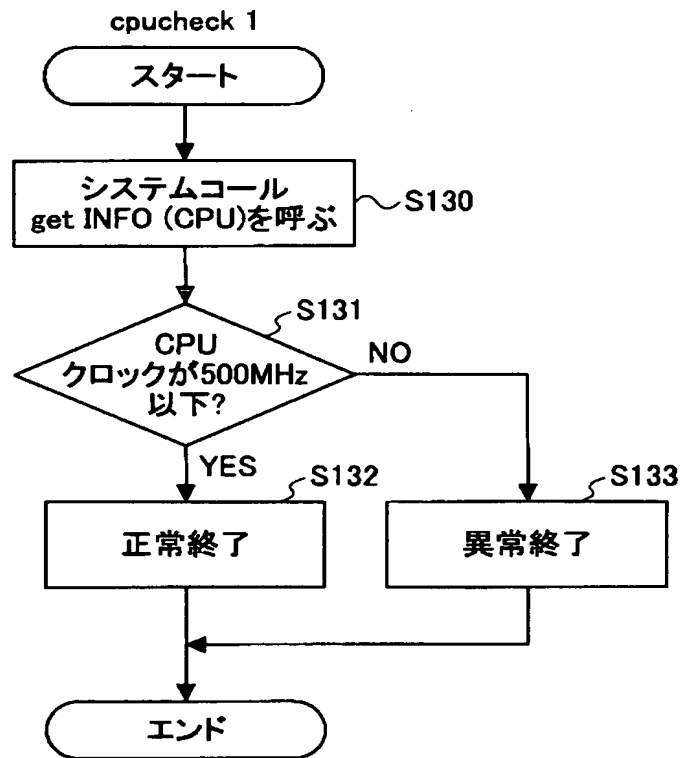 cpucheck 1
スタート
システムコール
get INFO (CPU)を呼ぶ
S130
S131
CPU
クロックが500MHz
以下?
NO
YES
S132
正常終了
S133
異常終了
エンド